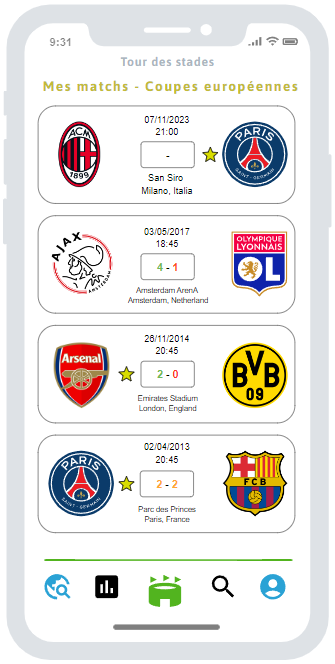 9:31
Tour des stades
Mes matchs - Coupes européennes
07/11/2023
21:00
ACM
1899
-
PARIS
SAINT-GERMAIN
San Siro
Milano, Italia
03/05/2017
18:45
AJAX
AMSTERDAM
4 - 1
OLYMPIQUE
LYONNAIS
OL
Amsterdam ArenA
Amsterdam, Netherland
26/11/2014
20:45
Arsenal
2 - 0
BVB
09
Emirates Stadium
London, England
02/04/2013
20:45
PARIS
SAINT-GERMAIN
2 - 2
FCB
Parc des Princes
Paris, France